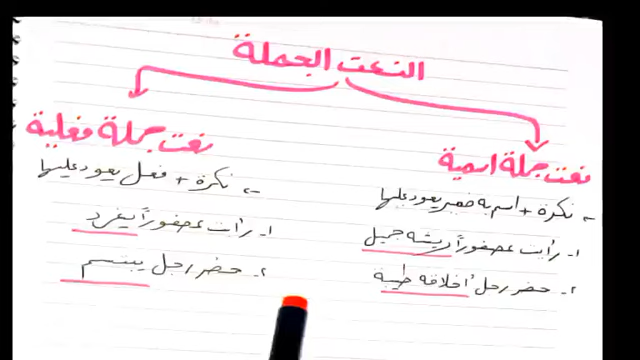 النعت الجملة
نعت جملة اسمية
نكرة + اسم به ضمير يعود عليها
١- رأيت عصفوراً ريشه جميل
٢- حضر رجل أخلاقه طيبة
نعت جملة فعلية
نكرة + فعل يعود عليها
١- رأيت عصفوراً يغرد
٢- حضر رجل يبتسم